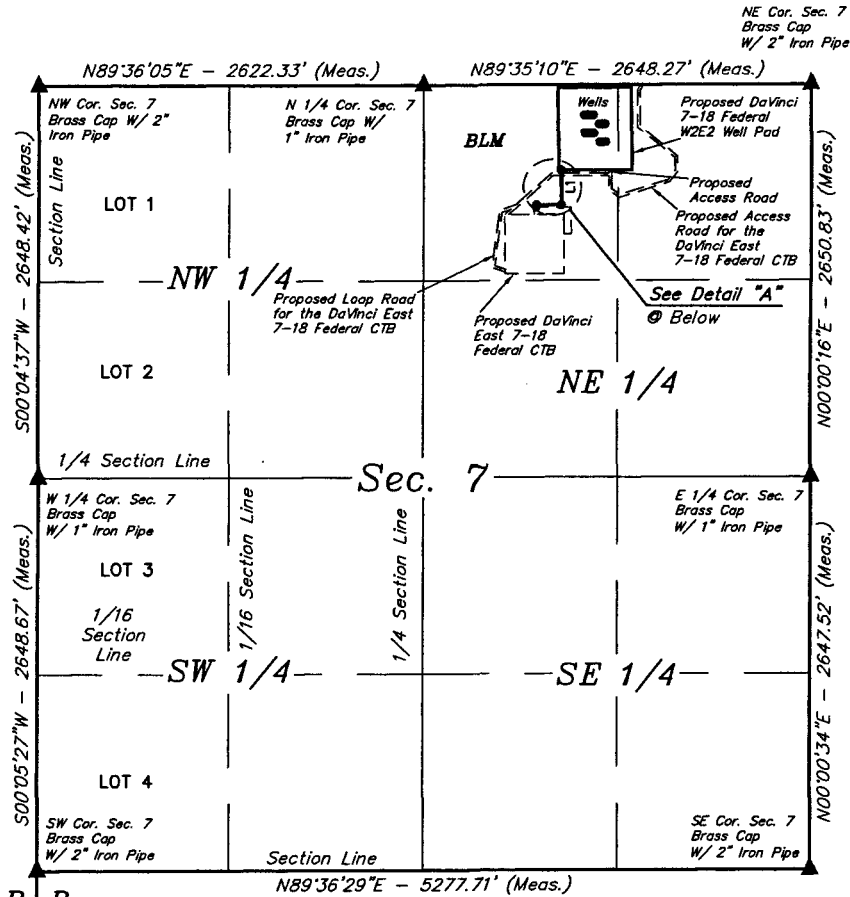 NE Cor. Sec. 7
Brass Cap
W/ 2" Iron Pipe
N89°36'05"E - 2622.33' (Meas.)
N89°35'10"E - 2648.27' (Meas.)
NW Cor. Sec. 7
Brass Cap W/ 2"
Iron Pipe
N 1/4 Cor. Sec. 7
Brass Cap W/
1" Iron Pipe
BLM
Wells
Proposed DaVinci
7-18 Federal
W2E2 Well Pad
Section Line
S00°04'37"W - 2648.42' (Meas.)
LOT 1
Proposed
Access Road
Proposed Access
Road for the
DaVinci East
7-18 Federal CTB
N00°00'16"E - 2650.83' (Meas.)
NW 1/4
Proposed Loop Road
for the DaVinci East
7-18 Federal CTB
Proposed DaVinci
East 7-18
Federal CTB
See Detail "A"
@ Below
LOT 2
NE 1/4
1/4 Section Line
Sec. 7
W 1/4 Cor. Sec. 7
Brass Cap
W/ 1" Iron Pipe
E 1/4 Cor. Sec. 7
Brass Cap
W/ 1" Iron Pipe
LOT 3
1/16
Section
Line
1/16 Section Line
1/4 Section Line
S00°05'27"W - 2648.67' (Meas.)
N00°00'34"E - 2647.52' (Meas.)
SW 1/4
SE 1/4
LOT 4
SW Cor. Sec. 7
Brass Cap
W/ 2" Iron Pipe
SE Cor. Sec. 7
Brass Cap
W/ 2" Iron Pipe
Section Line
N89°36'29"E - 5277.71' (Meas.)